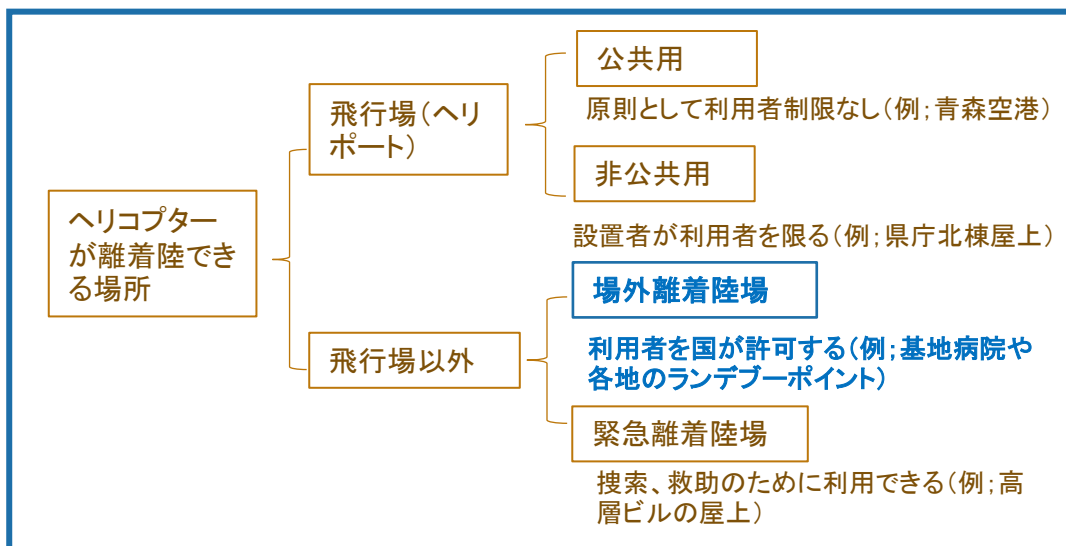 公共用
飛行場(ヘリ
ポート)
原則として利用者制限なし(例;青森空港)
非公共用
ヘリコプター
が離着陸でき
る場所
設置者が利用者を限る(例;県庁北棟屋上)
場外離着陸場
飛行場以外
利用者を国が許可する(例;基地病院や
各地のランデブーポイント)
緊急離着陸場
捜索、救助のために利用できる(例;高
層ビルの屋上)